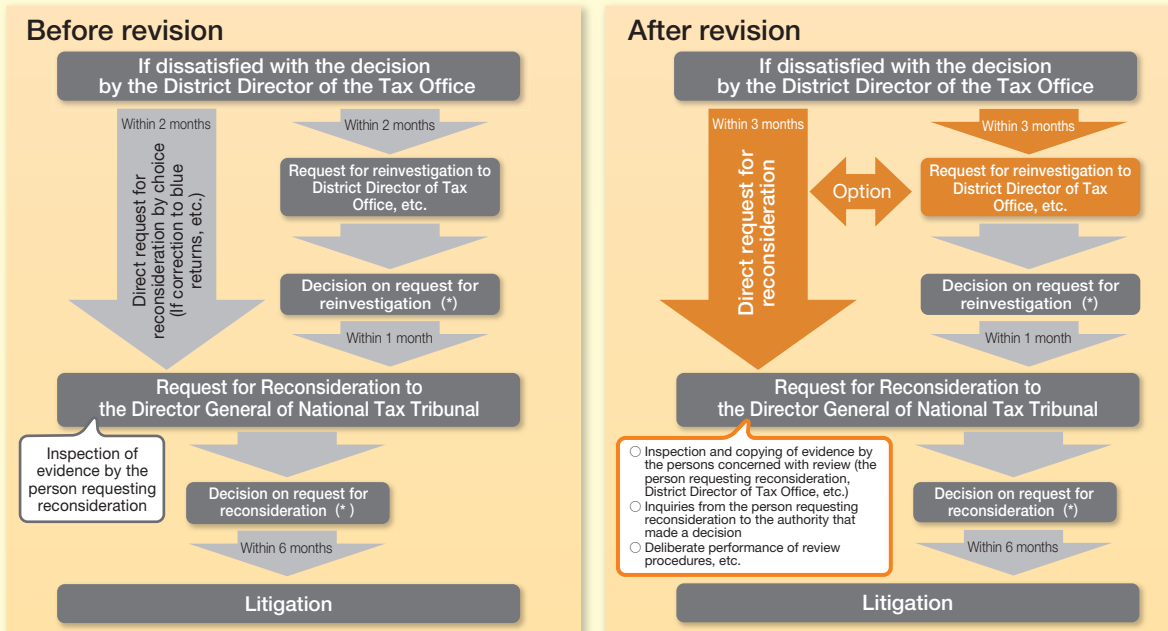 Before revision
If dissatisfied with the decision
by the District Director of the Tax Office
Within 2 months
Direct request for
reconsideration by choice
(If correction to blue
returns, etc.)
Within 2 months
Request for reinvestigation to
District Director of Tax
Office, etc.
Decision on request for
reinvestigation (*)
Within 1 month
Request for Reconsideration to
the Director General of National Tax Tribunal
Inspection of
evidence by the
person requesting
reconsideration
Decision on request for
reconsideration (* )
Within 6 months
Litigation
After revision
If dissatisfied with the decision
by the District Director of the Tax Office
Within 3 months
Direct request for
reconsideration
Option
Within 3 months
Request for reinvestigation to
District Director of Tax
Office, etc.
Decision on request for
reinvestigation (*)
Within 1 month
Request for Reconsideration to
the Director General of National Tax Tribunal
○ Inspection and copying of evidence by
the persons concerned with review (the
person requesting reconsideration,
District Director of Tax Office, etc.)
○ Inquiries from the person requesting
reconsideration to the authority that
made a decision
○ Deliberate performance of review
procedures, etc.
Decision on request for
reconsideration (*)
Within 6 months
Litigation